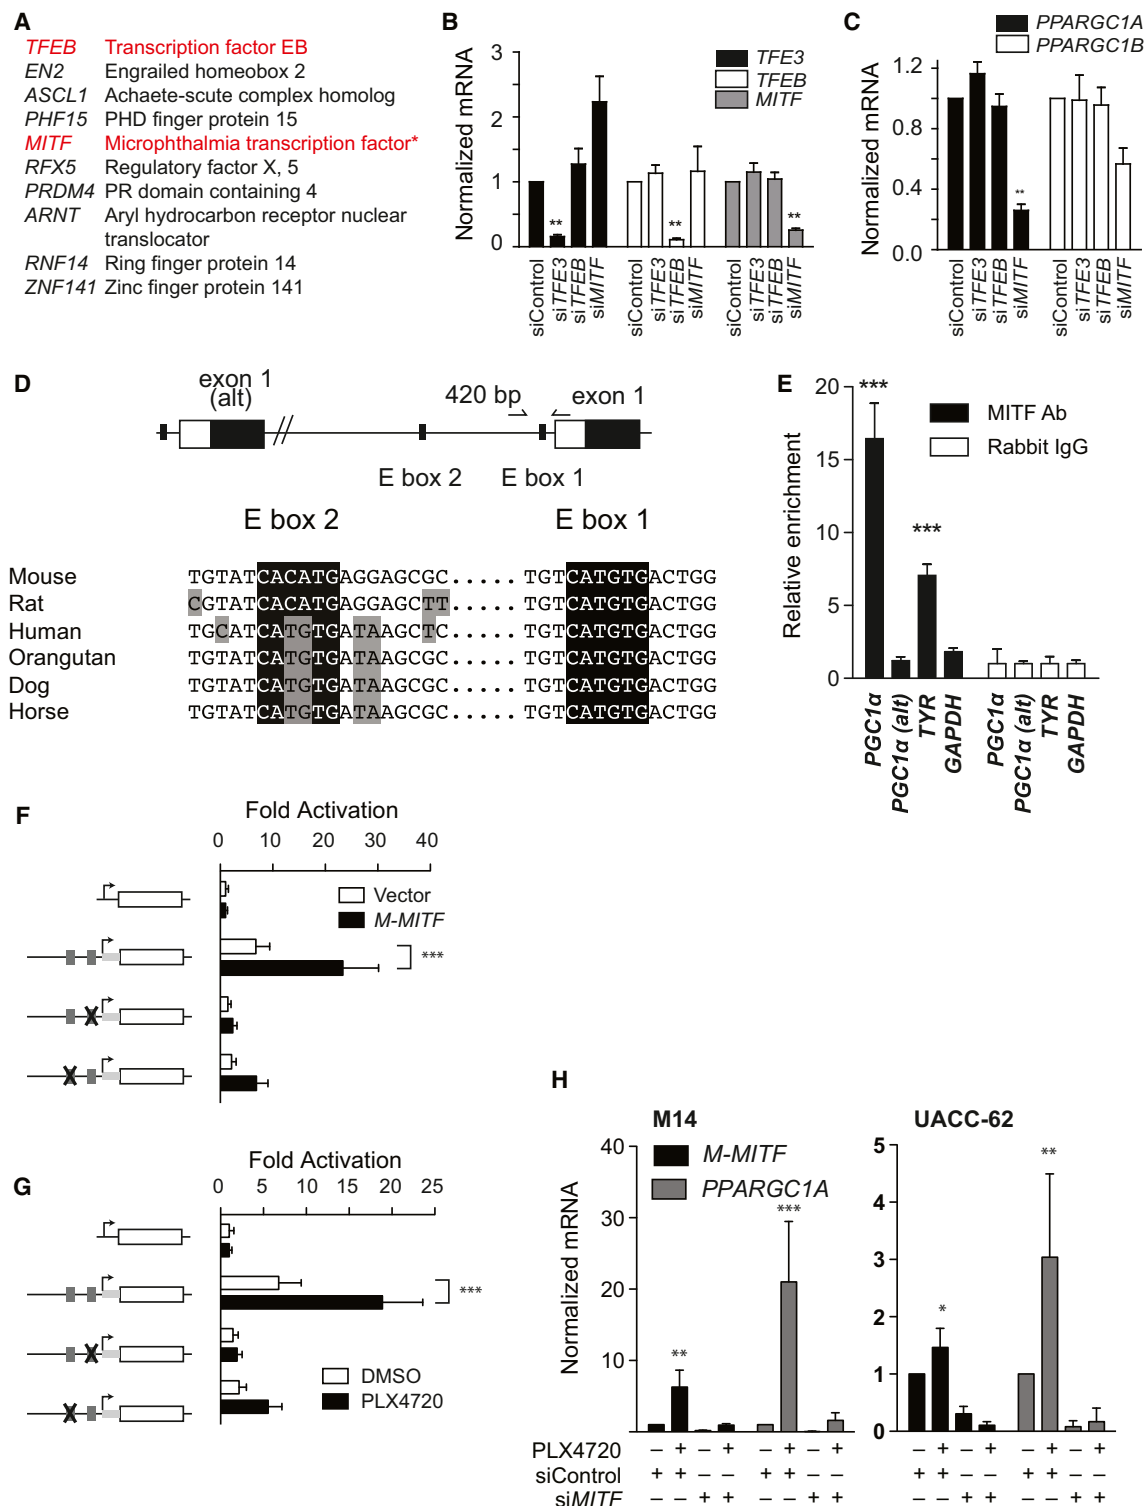 A
TFEB Transcription factor EB
EN2 Engrailed homeobox 2
ASCL1 Achaete-scute complex homolog
PHF15 PHD finger protein 15
MITF Microphthalmia transcription factor*
RFX5 Regulatory factor X, 5
PRDM4 PR domain containing 4
ARNT Aryl hydrocarbon receptor nuclear
translocator
RNF14 Ring finger protein 14
ZNF141 Zinc finger protein 141
B
Normalized mRNA
3
2
1
0
TFE3
TFEB
MITF
**
**
**
siControl
siTFE3
siTFEB
siMITF
siControl
siTFE3
siTFEB
siMITF
siControl
siTFE3
siTFEB
siMITF
C
PPARGC1A
PPARGC1B
Normalized mRNA
1.2
0.8
0.4
0.0
**
siControl
siTFE3
siTFEB
siMITF
siControl
siTFE3
siTFEB
siMITF
D
exon 1
(alt)
420 bp
exon 1
E box 2
E box 1
E box 2
E box 1
Mouse TGTATCACATGAGGAGCGC.....TGTCATGTGACTGG
Rat CGTATCACATGAGGAGCTT.....TGTCATGTGACTGG
Human TGCATCATGTGATAAGCTC.....TGTCATGTGACTGG
Orangutan TGTATCATGTGATAAGCGC.....TGTCATGTGACTGG
Dog TGTATCATGTGATAAGCGC.....TGTCATGTGACTGG
Horse TGTATCATGTGATAAGCGC.....TGTCATGTGACTGG
E
Relative enrichment
20
15
10
5
0
***
***
MITF Ab
Rabbit IgG
PGC1α
PGC1α (alt)
TYR
GAPDH
PGC1α
PGC1α (alt)
TYR
GAPDH
F
Fold Activation
0 10 20 30 40
Vector
M-MITF
***
X
X
G
Fold Activation
0 5 10 15 20 25
***
DMSO
PLX4720
X
X
H
M14
Normalized mRNA
40
30
20
10
M-MITF
PPARGC1A
**
***
UACC-62
5
4
3
2
1
0
*
**
PLX4720 – + – + – + – + – + – + – + – +
siControl + + – – + + – – + + – – + + – –
siMITF – – + + – – + + – – + + – – + +